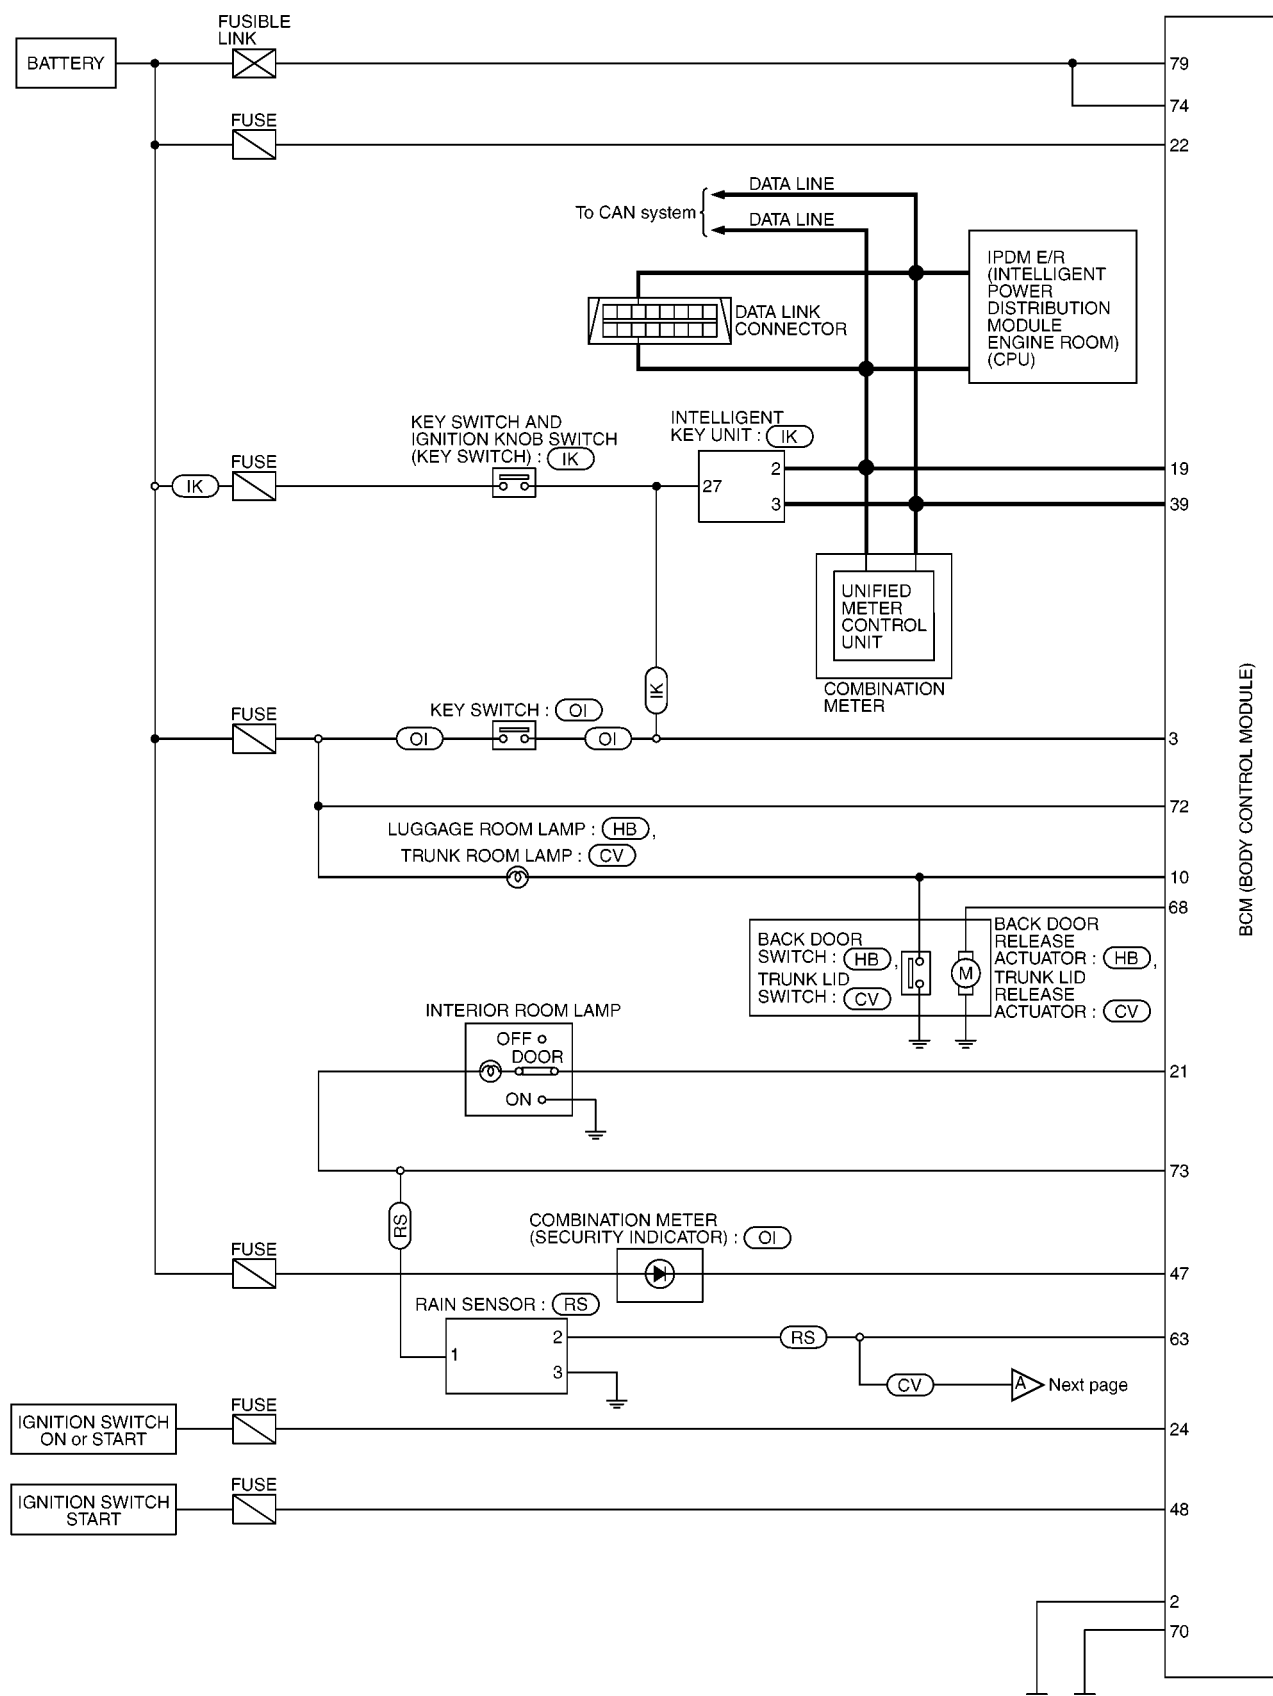 FUSIBLE
LINK
BATTERY
79
74
FUSE
22
DATA LINE
To CAN system
DATA LINE
IPDM E/R
(INTELLIGENT
POWER
DISTRIBUTION
MODULE
ENGINE ROOM)
(CPU)
DATA LINK
CONNECTOR
KEY SWITCH AND
IGNITION KNOB SWITCH
(KEY SWITCH) : IK
INTELLIGENT
KEY UNIT : IK
FUSE
IK
27
2
3
19
39
UNIFIED
METER
CONTROL
UNIT
COMBINATION
METER
IK
BCM (BODY CONTROL MODULE)
FUSE
KEY SWITCH : OI
OI
OI
3
72
LUGGAGE ROOM LAMP : HB ,
TRUNK ROOM LAMP : CV
10
68
BACK DOOR
SWITCH : HB ,
TRUNK LID
SWITCH : CV
M
BACK DOOR
RELEASE
ACTUATOR : HB ,
TRUNK LID
RELEASE
ACTUATOR : CV
INTERIOR ROOM LAMP
OFF
DOOR
ON
21
73
RS
COMBINATION METER
(SECURITY INDICATOR) : OI
FUSE
47
RAIN SENSOR : RS
1
2
3
RS
63
CV
A
Next page
IGNITION SWITCH
ON or START
FUSE
24
IGNITION SWITCH
START
FUSE
48
2
70